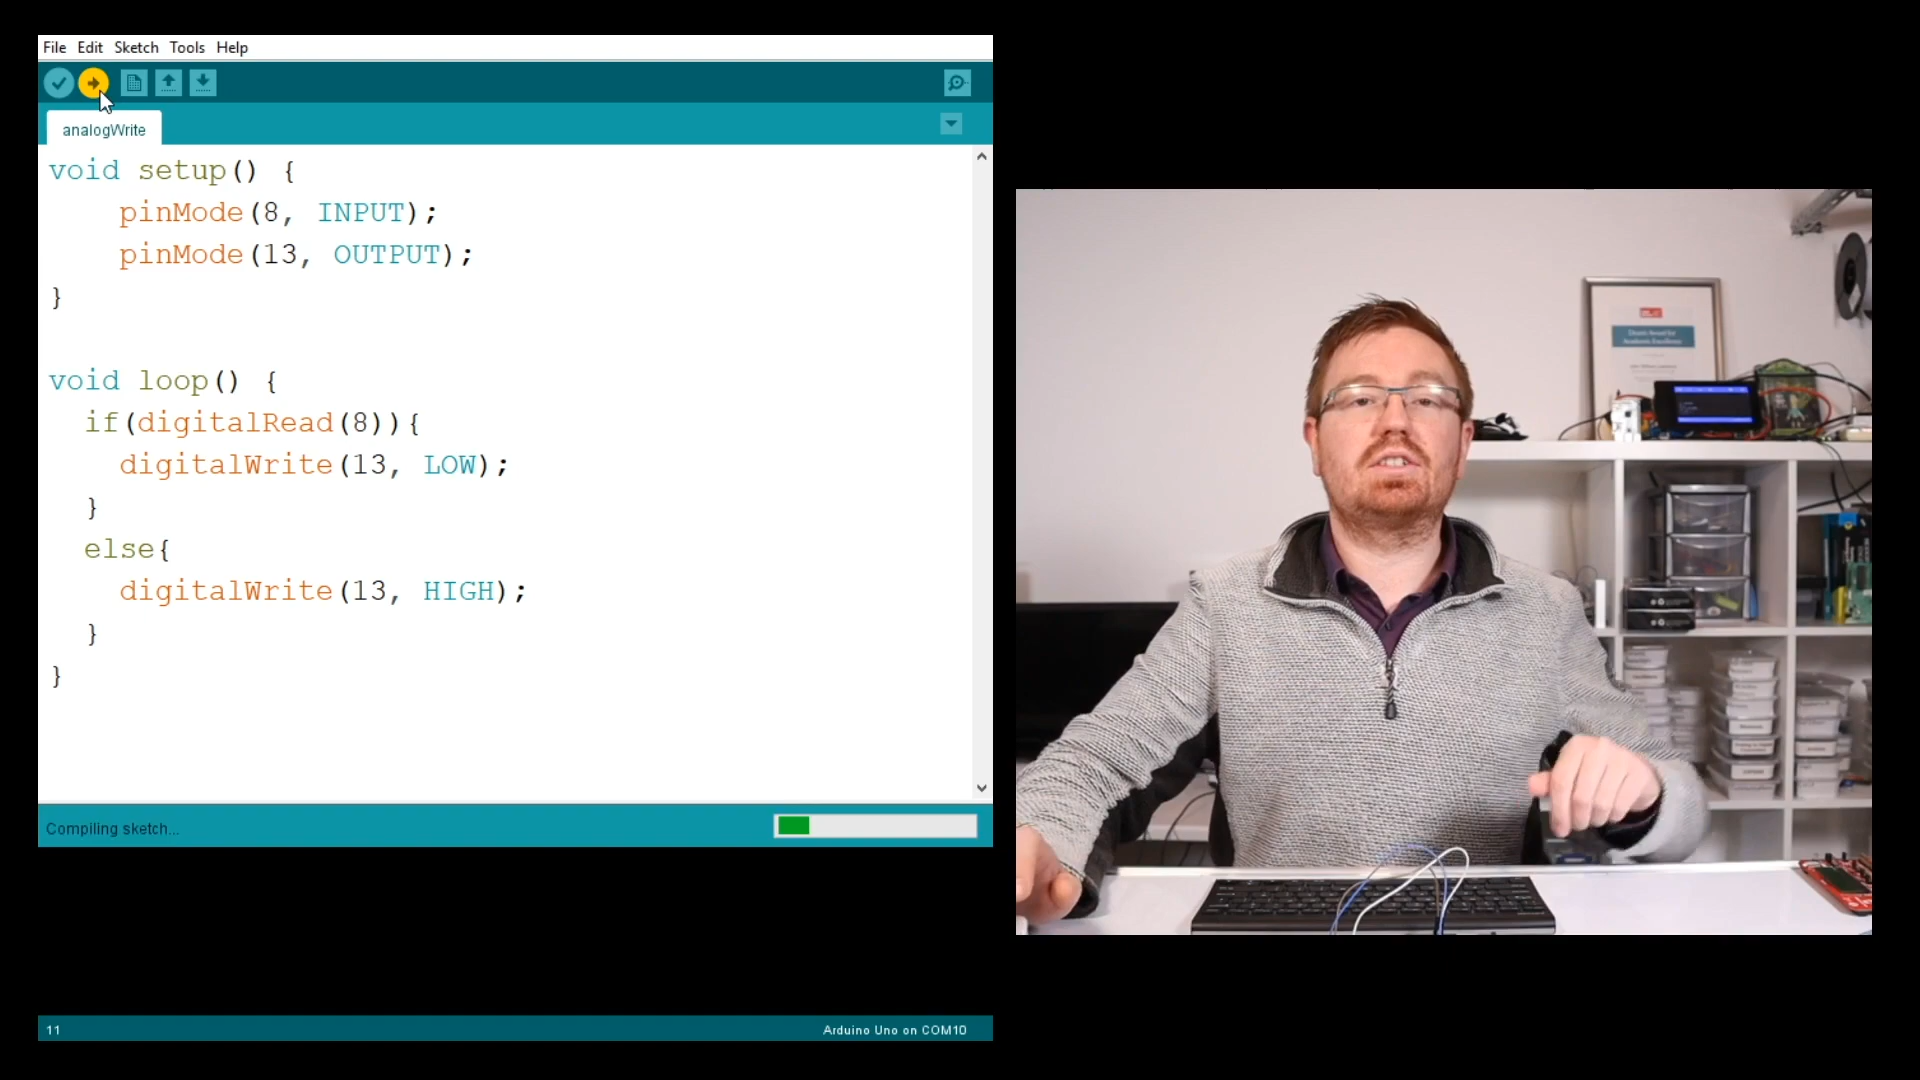 File Edit Sketch Tools Help
analogWrite
void setup() {
pinMode(8, INPUT);
pinMode(13, OUTPUT);
}
void loop() {
if(digitalRead(8)){
digitalWrite(13, LOW);
}
else{
digitalWrite(13, HIGH);
}
}
Compiling sketch...
11
Arduino Uno on COM10